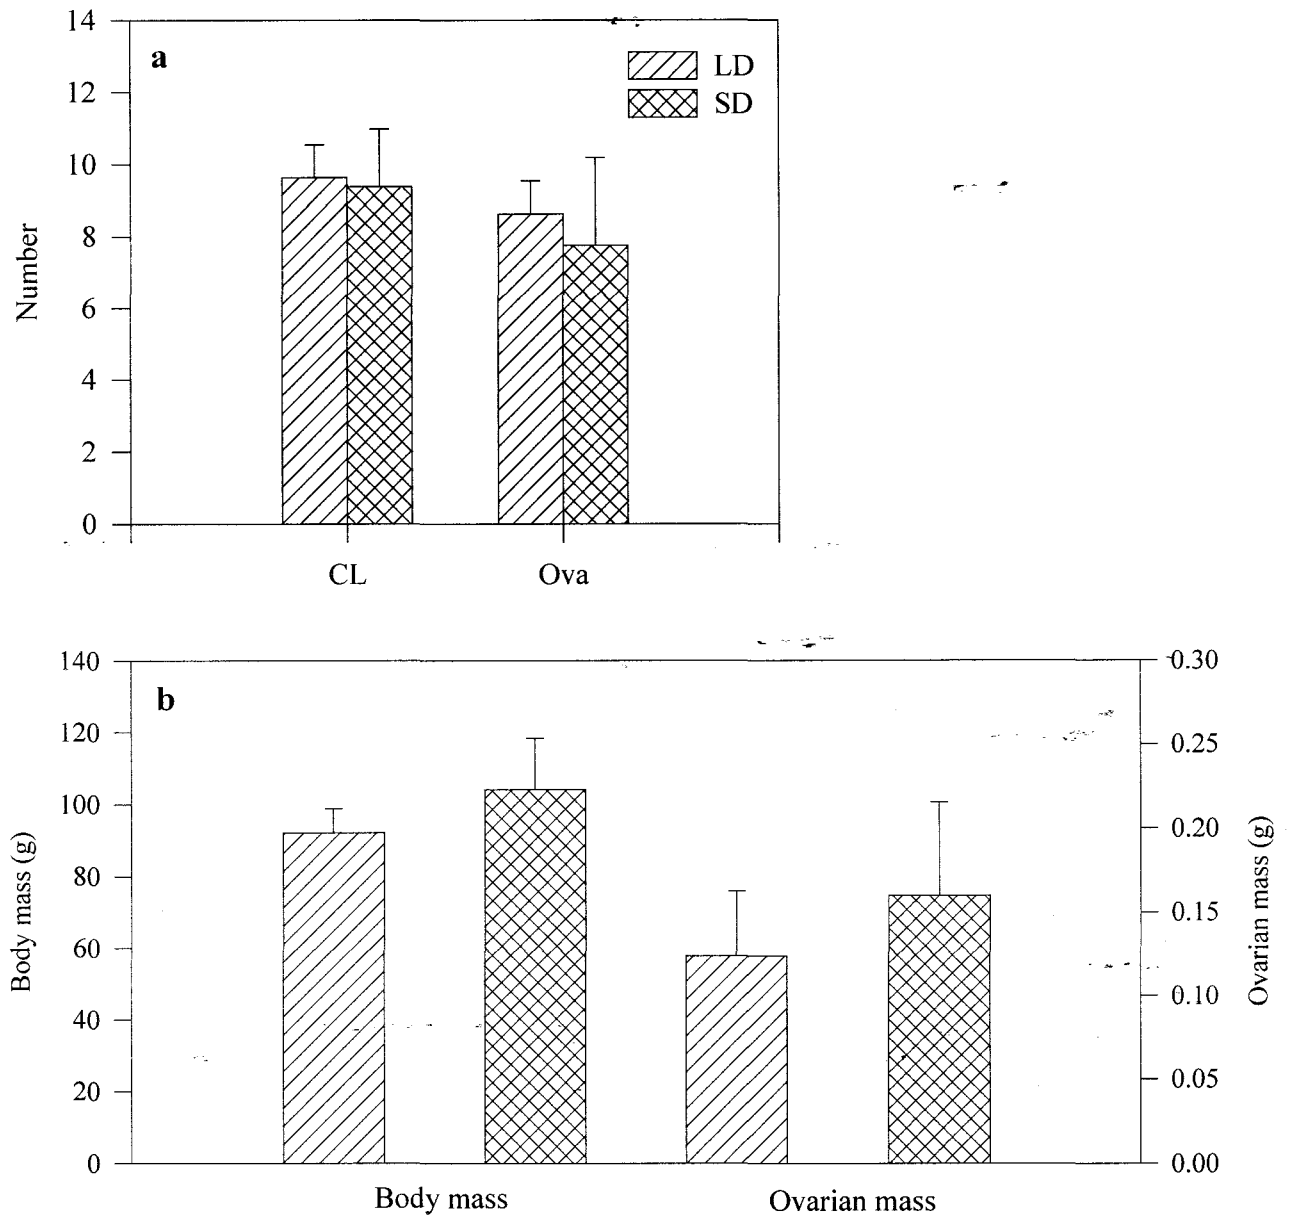 14
a
LD
12
SD
10
8
Number
6
4
2
0
CL Ova
140 0.30
b
120 0.25
100 0.20
80
Body mass (g) Ovarian mass (g)
0.15
60
0.10
40
20 0.05
0 0.00
Body mass Ovarian mass